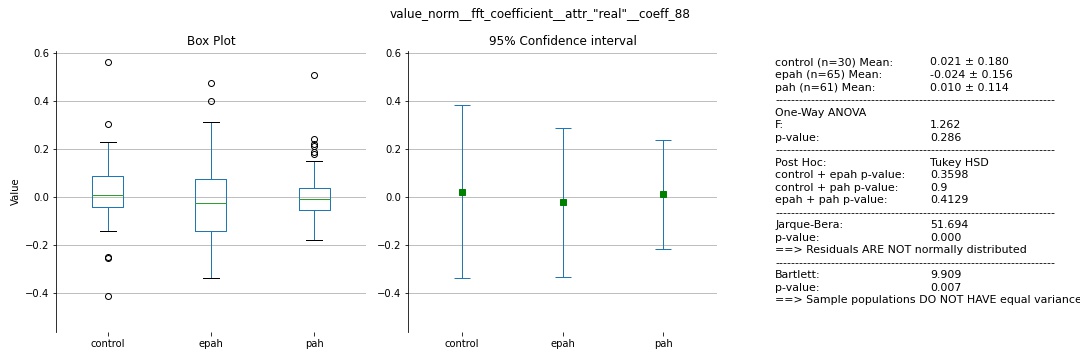 value_norm__fft_coefficient__attr_"real"__coeff_88
Box Plot
0.6
0.4
0.2
0.0
−0.2
−0.4
Value
control
epah
pah
95% Confidence interval
0.6
0.4
0.2
0.0
−0.2
−0.4
control
epah
pah
control (n=30) Mean: 0.021 ± 0.180
epah (n=65) Mean: -0.024 ± 0.156
pah (n=61) Mean: 0.010 ± 0.114
One-Way ANOVA
F: 1.262
p-value: 0.286
Post Hoc: Tukey HSD
control + epah p-value: 0.3598
control + pah p-value: 0.9
epah + pah p-value: 0.4129
Jarque-Bera: 51.694
p-value: 0.000
==> Residuals ARE NOT normally distributed
Bartlett: 9.909
p-value: 0.007
==> Sample populations DO NOT HAVE equal variance